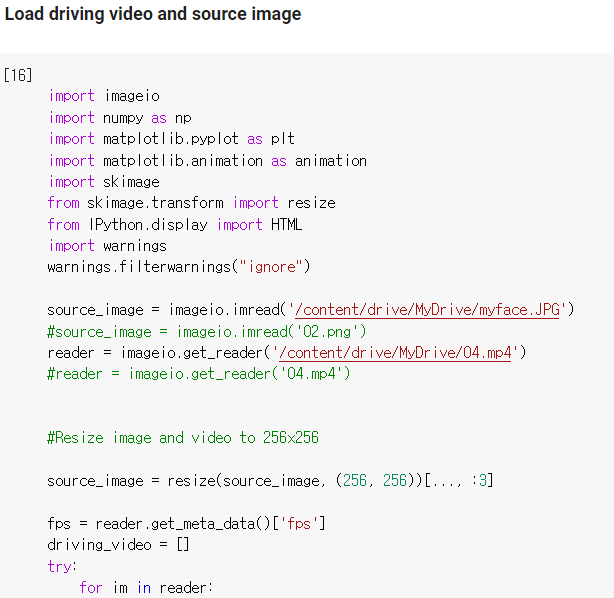 Load driving video and source image
[16]
import imageio
import numpy as np
import matplotlib.pyplot as plt
import matplotlib.animation as animation
import skimage
from skimage.transform import resize
from IPython.display import HTML
import warnings
warnings.filterwarnings("ignore")
source_image = imageio.imread('/content/drive/MyDrive/myface.JPG')
#source_image = imageio.imread('02.png')
reader = imageio.get_reader('/content/drive/MyDrive/04.mp4')
#reader = imageio.get_reader('04.mp4')
#Resize image and video to 256x256
source_image = resize(source_image, (256, 256))[..., :3]
fps = reader.get_meta_data()['fps']
driving_video = []
try:
    for im in reader: